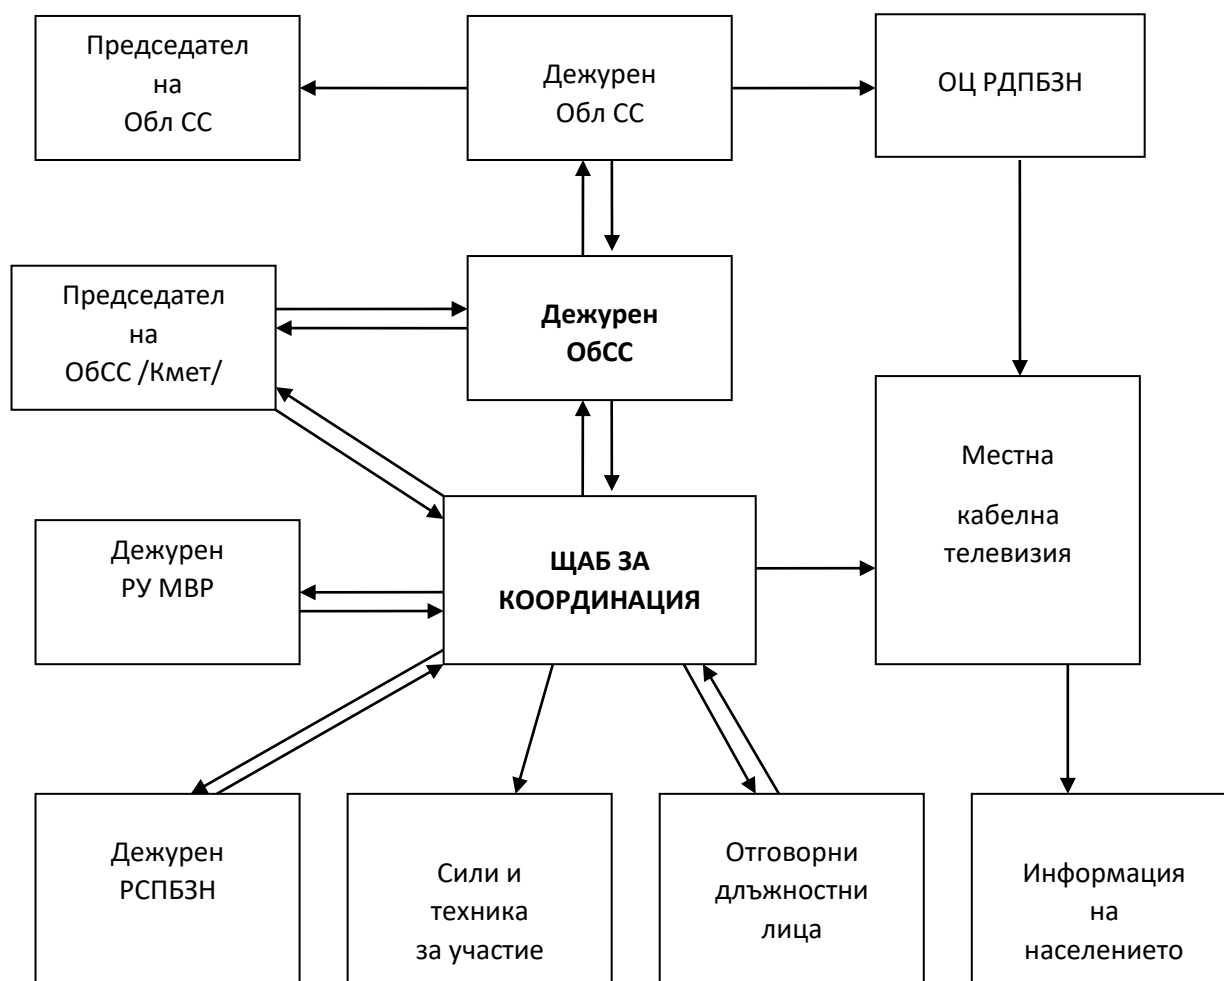 Председател
на
Обл СС
Дежурен
Обл СС
ОЦ РДПБЗН
Председател
на
ОбСС /Кмет/
Дежурен
ОбСС
Местна
кабелна
телевизия
Дежурен
РУ МВР
ЩАБ ЗА
КООРДИНАЦИЯ
Дежурен
РСПБЗН
Сили и
техника
за участие
Отговорни
длъжностни
лица
Информация
на
населението